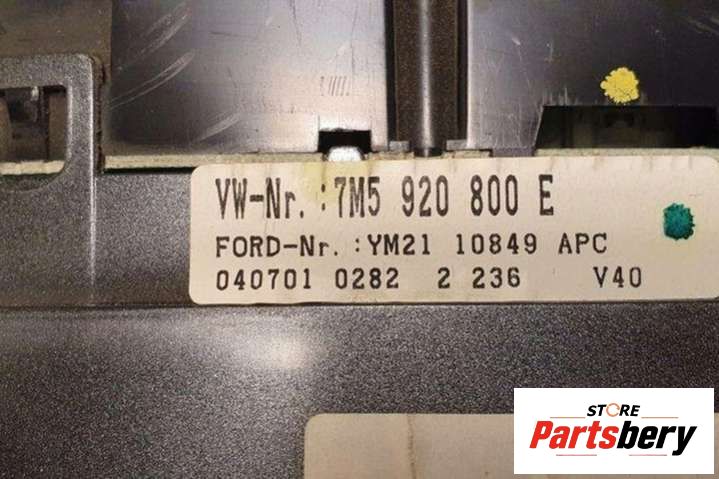 VW-Nr.:7M5 920 800 E
FORD-Nr.:YM21 10849 APC
040701 0282 2 236 V40
STORE
Partsbery